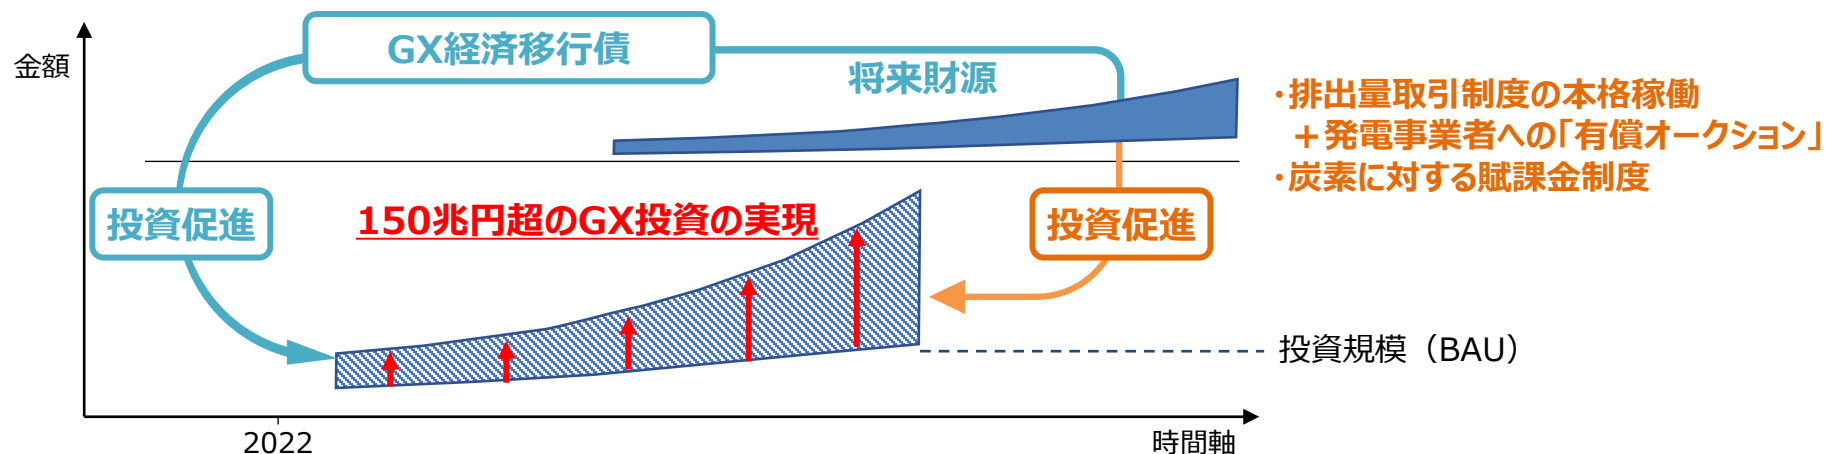 金額
GX経済移行債
将来財源
・排出量取引制度の本格稼働
＋発電事業者への「有償オークション」
・炭素に対する賦課金制度
投資促進
150兆円超のGX投資の実現
投資促進
投資規模（BAU）
2022
時間軸